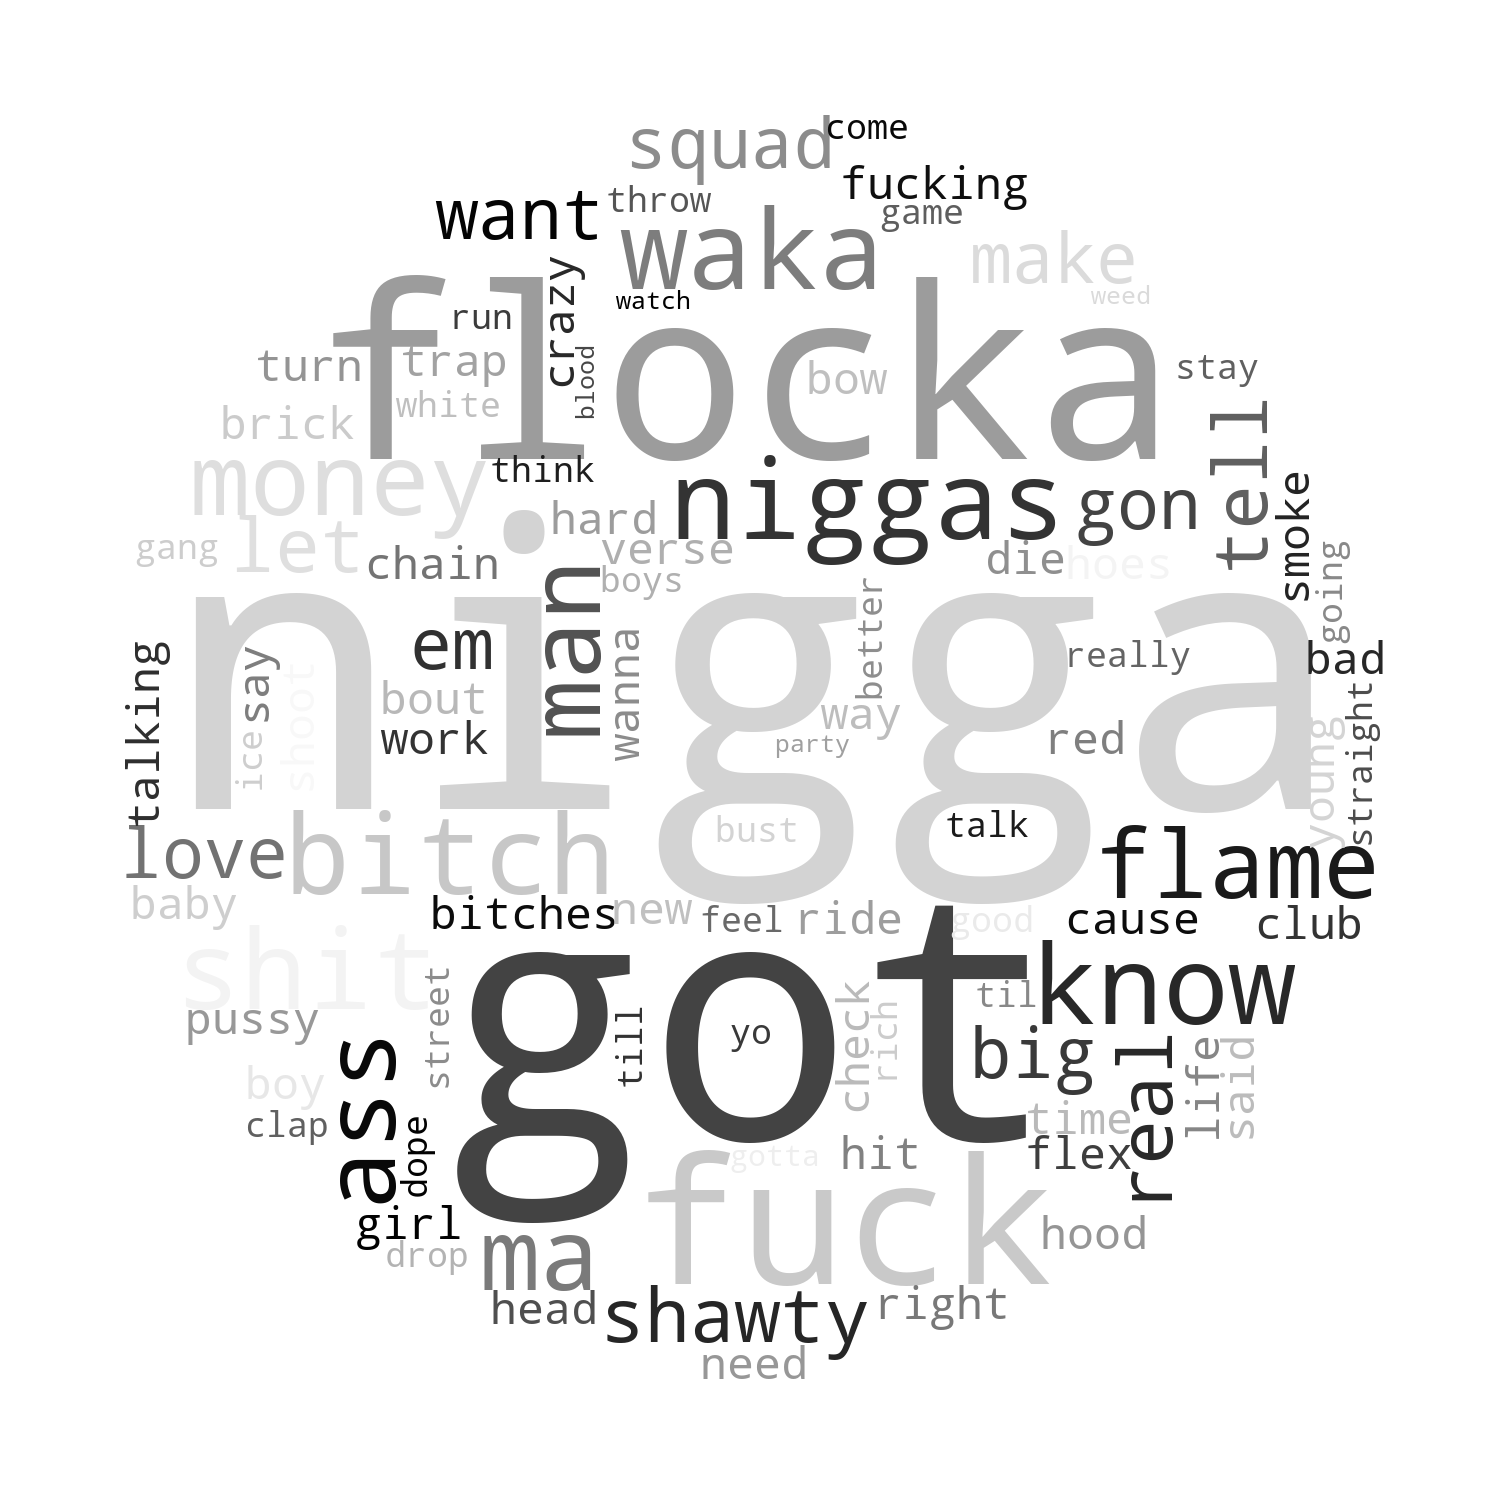 squad
come
fucking
want
throw
game
waka
make
crazy
watch
weed
flocka
run
turn
trap
blood
bow
stay
white
brick
tell
money
think
niggas
gon
smoke
hard
let
gang
chain
verse
boys
die
hoes
going
man
nigga
em
wanna
better
really
bad
talking
say
shoot
bout
way
straight
work
ice
party
red
young
love
bitch
bust
talk
flame
baby
bitches
new
feel
ride
good
cause
club
shit
got
know
pussy
street
till
yo
check
rich
til
big
real
life
said
boy
clap
ass
dope
time
gotta
hit
flex
fuck
girl
drop
ma
hood
head
shawty
right
need